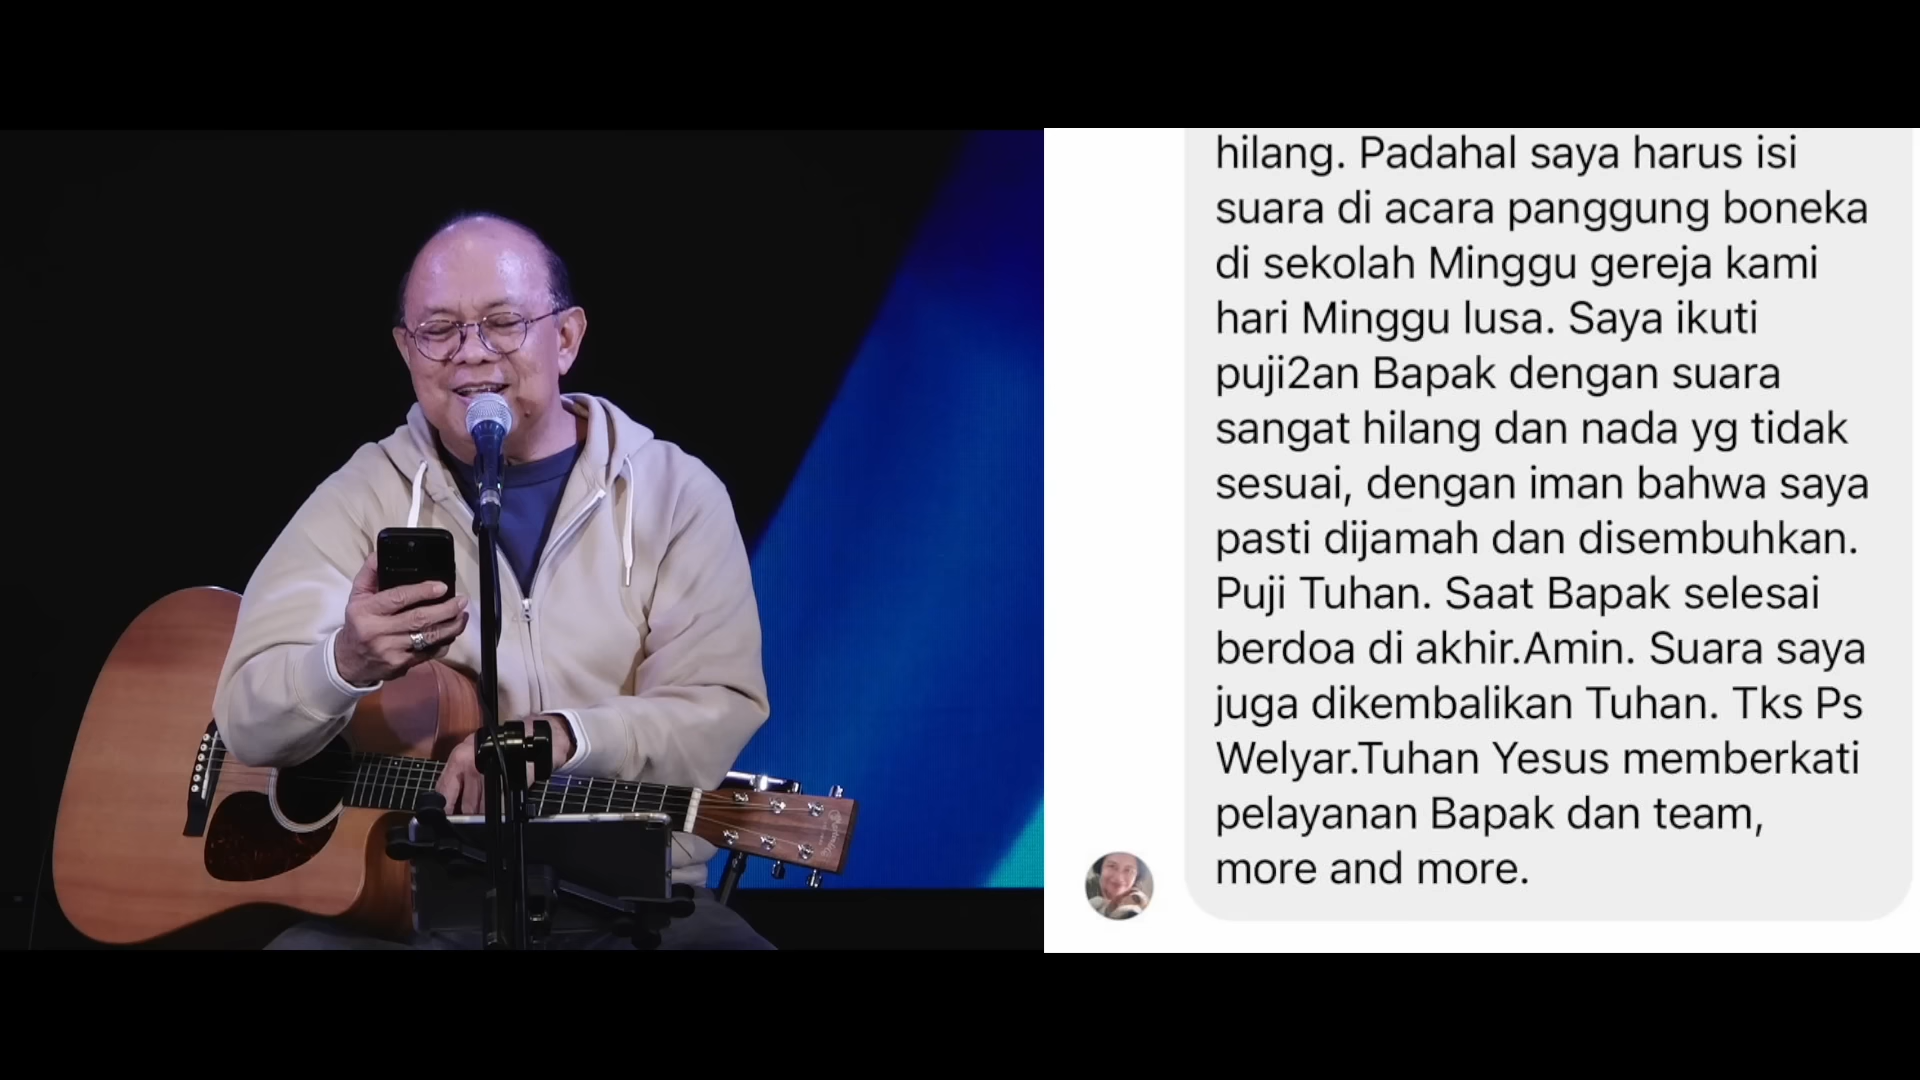 hilang. Padahal saya harus isi
suara di acara panggung boneka
di sekolah Minggu gereja kami
hari Minggu lusa. Saya ikuti
puji2an Bapak dengan suara
sangat hilang dan nada yg tidak
sesuai, dengan iman bahwa saya
pasti dijamah dan disembuhkan.
Puji Tuhan. Saat Bapak selesai
berdoa di akhir.Amin. Suara saya
juga dikembalikan Tuhan. Tks Ps
Welyar.Tuhan Yesus memberkati
pelayanan Bapak dan team,
more and more.